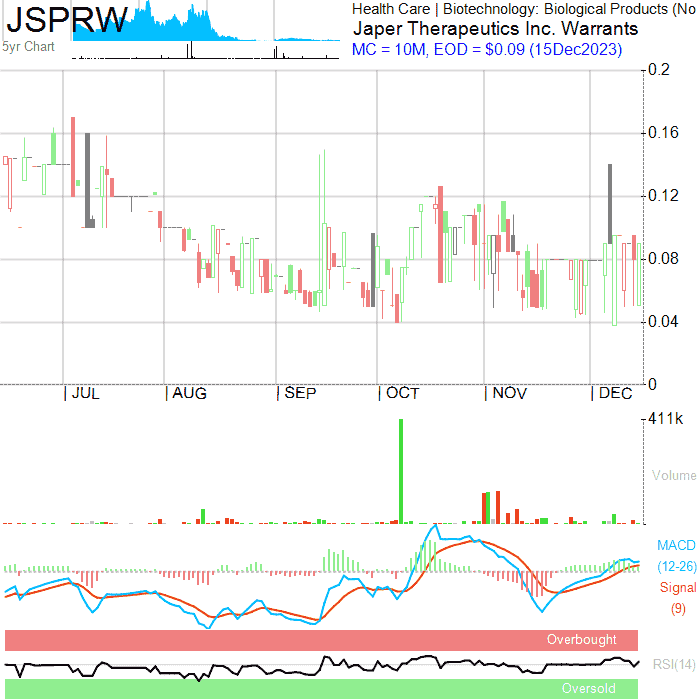 JSPRW
5yr Chart
Health Care | Biotechnology: Biological Products (No
Japer Therapeutics Inc. Warrants
MC = 10M, EOD = $0.09 (15Dec2023)
0.2
0.16
0.12
0.08
0.04
0
| JUL | AUG | SEP | OCT | NOV | DEC
411k
Volume
MACD
(12-26)
Signal
(9)
Overbought
RSI(14)
Oversold